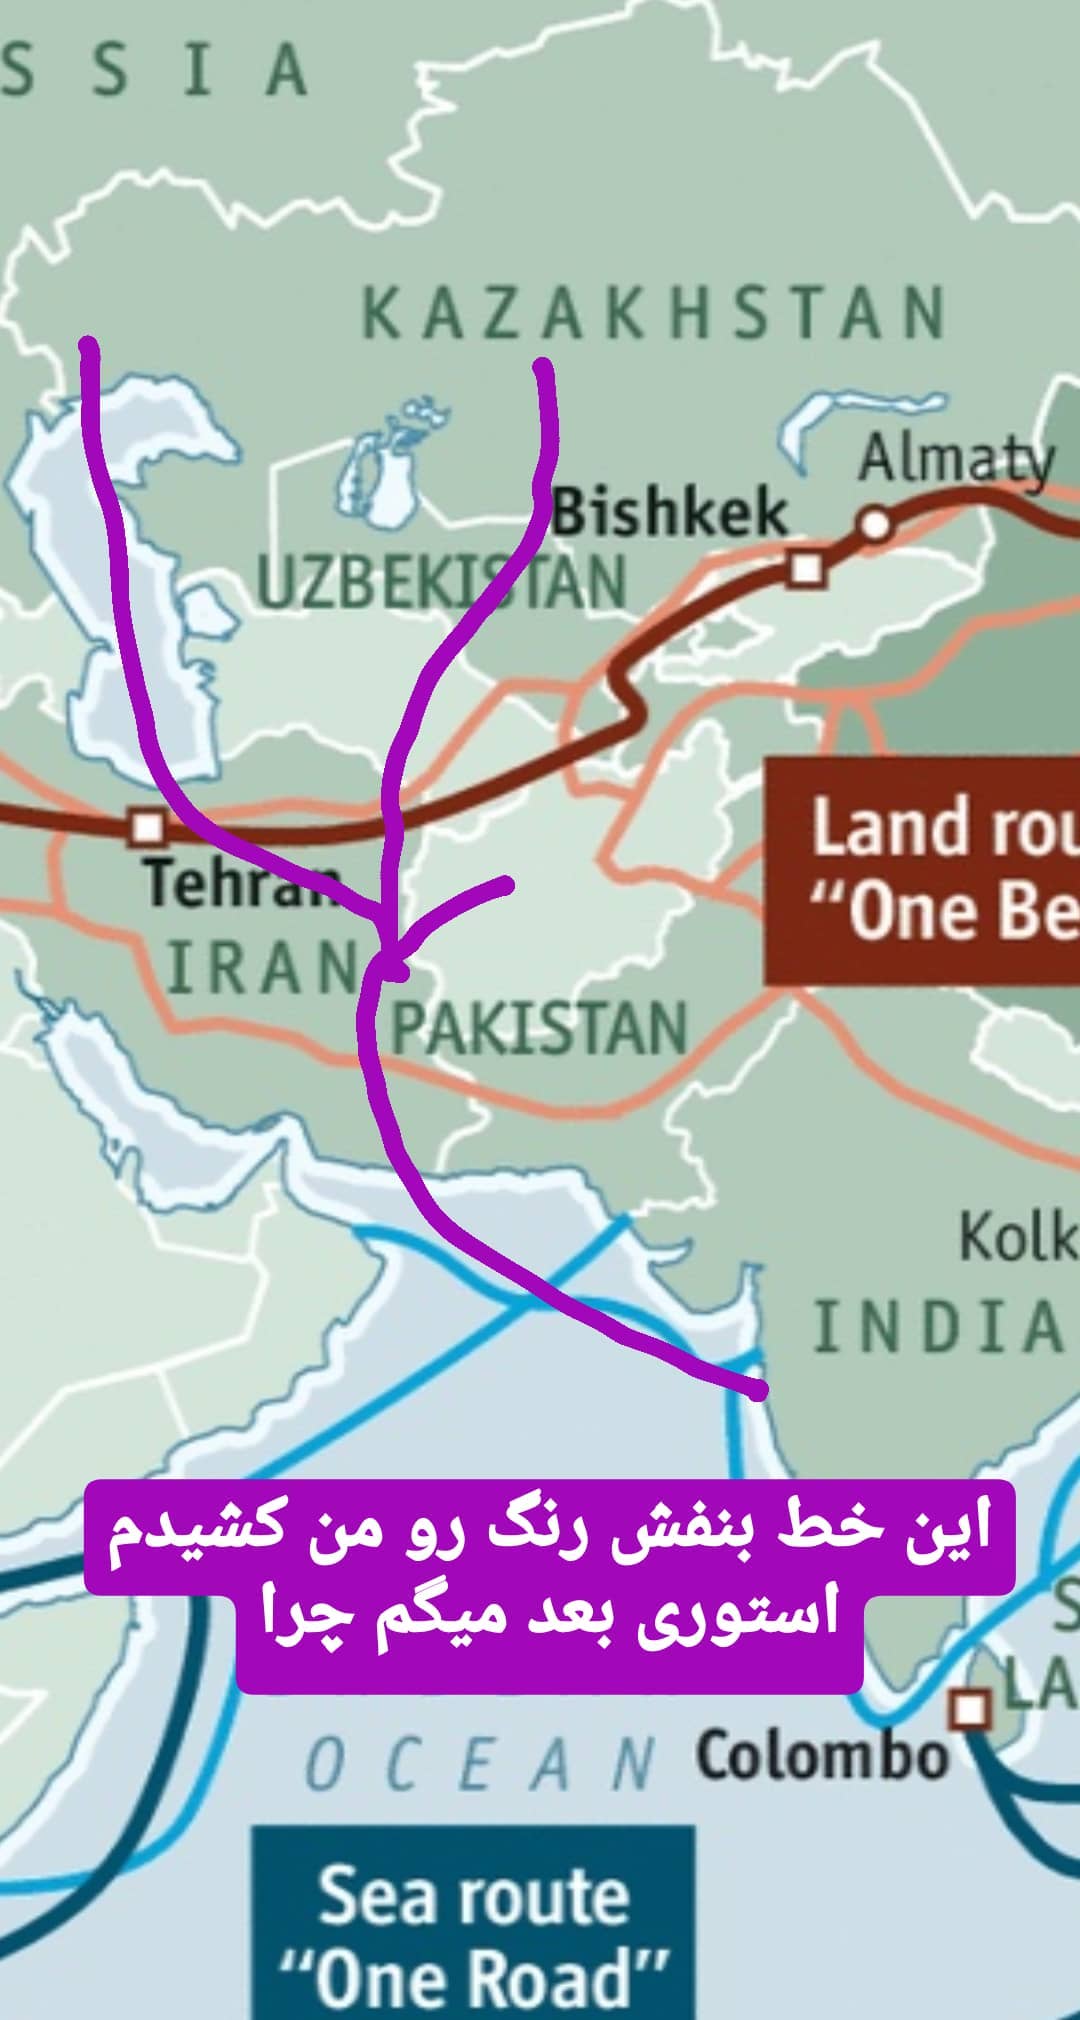 SSIA
KAZAKHSTAN
Almaty
Bishkek
UZBEKISTAN
Land rou
"One Be
Tehran
IRAN
PAKISTAN
Kolk
INDIA
این خط بنفش رنگ رو من کشیدم
استوری بعد میگم چرا
S
LA
OCEAN
Colombo
Sea route
"One Road"